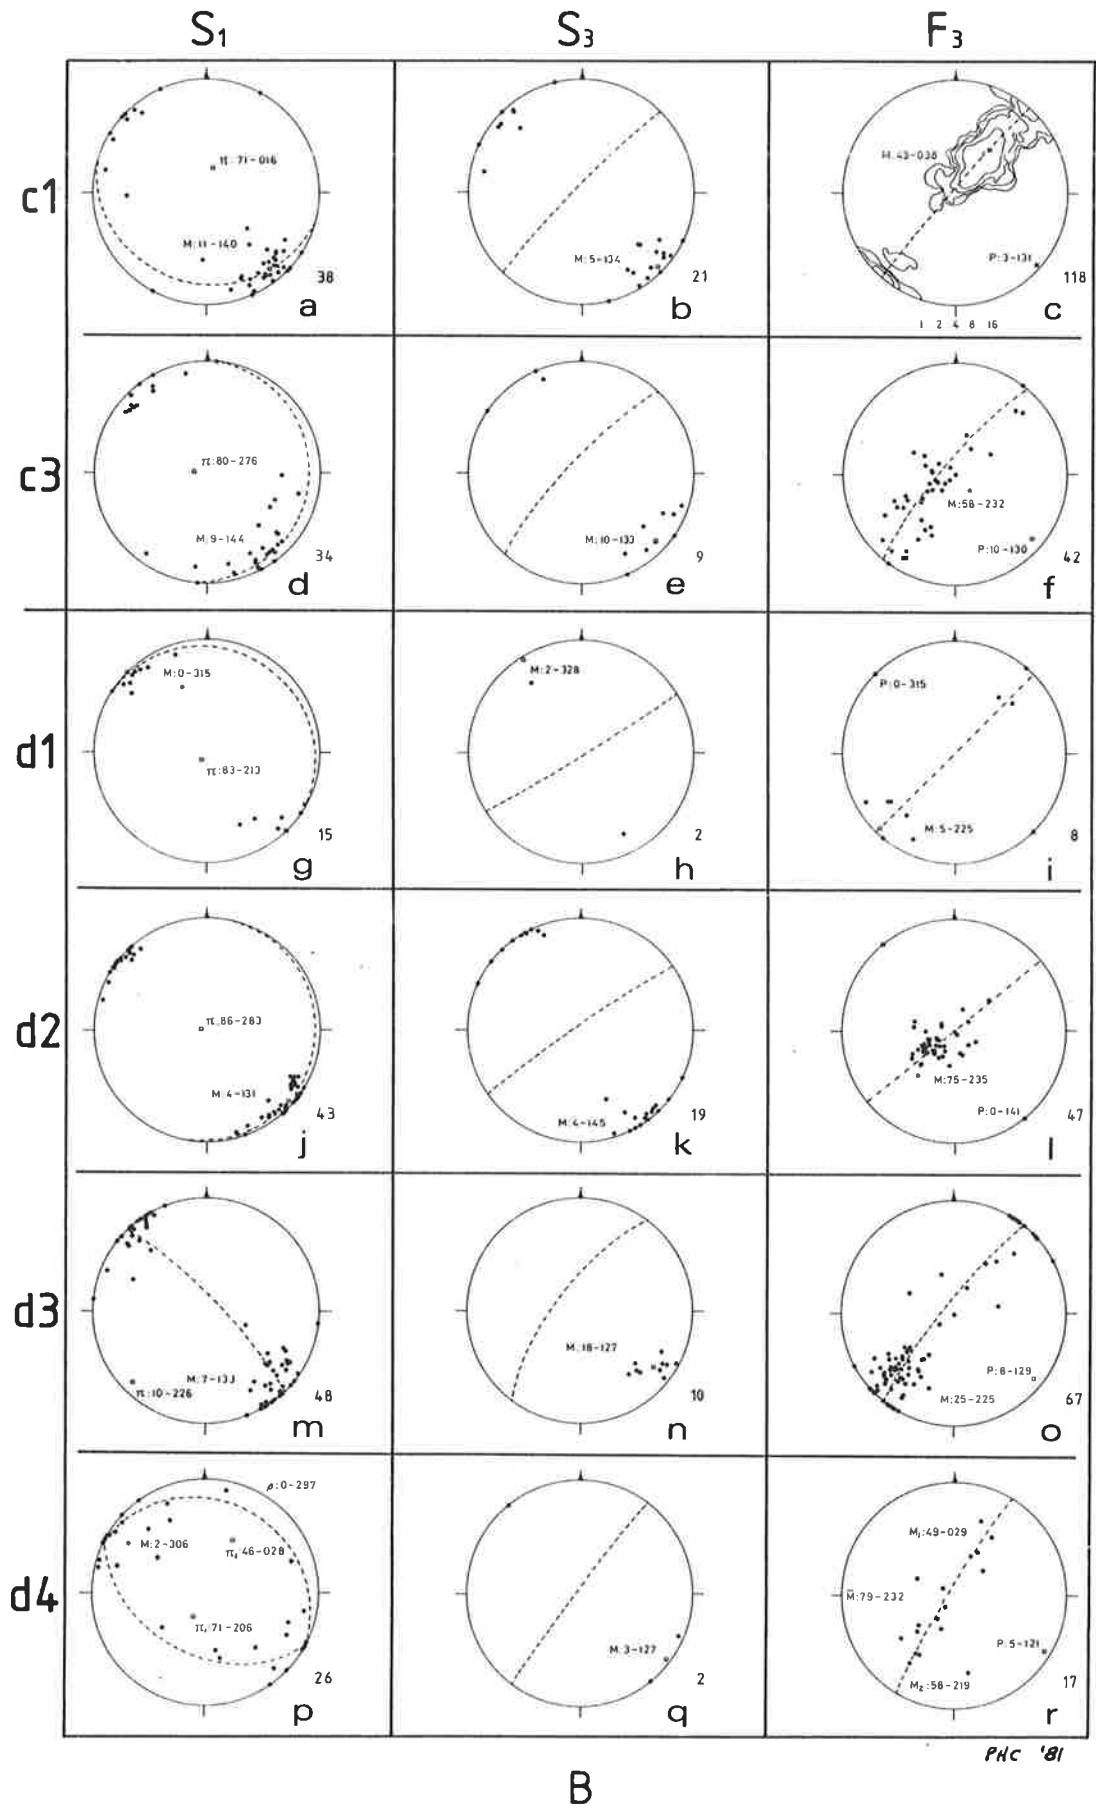 S₁ S₃ F₃
c1
π:71-016
M:11-140
38
a
M:5-134
21
b
M:43-038
P:3-131
118
1 2 4 8 16
c
c3
π:80-276
M:9-144
34
d
M:10-133
9
e
M:58-232
P:10-130
42
f
d1
M:0-315
π:83-213
15
g
M:2-328
2
h
P:0-315
M:5-225
8
i
d2
π:86-283
M:4-131
43
j
M:4-145
19
k
M:75-235
P:0-141
47
l
d3
M:7-133
π:10-226
48
m
M:18-127
10
n
P:6-129
M:25-225
67
o
d4
ρ:0-297
M:2-306
π₁:46-028
π₁:71-206
26
p
M:3-127
2
q
M₁:49-029
M̄:79-232
P:5-121
M₂:58-219
17
r
PHC '81
B